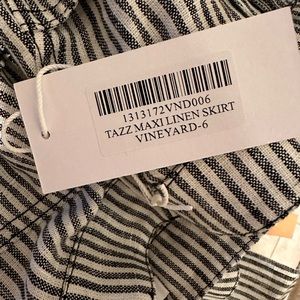 1313172VND006
TAZZ MAXI LINEN SKIRT
VINEYARD-6